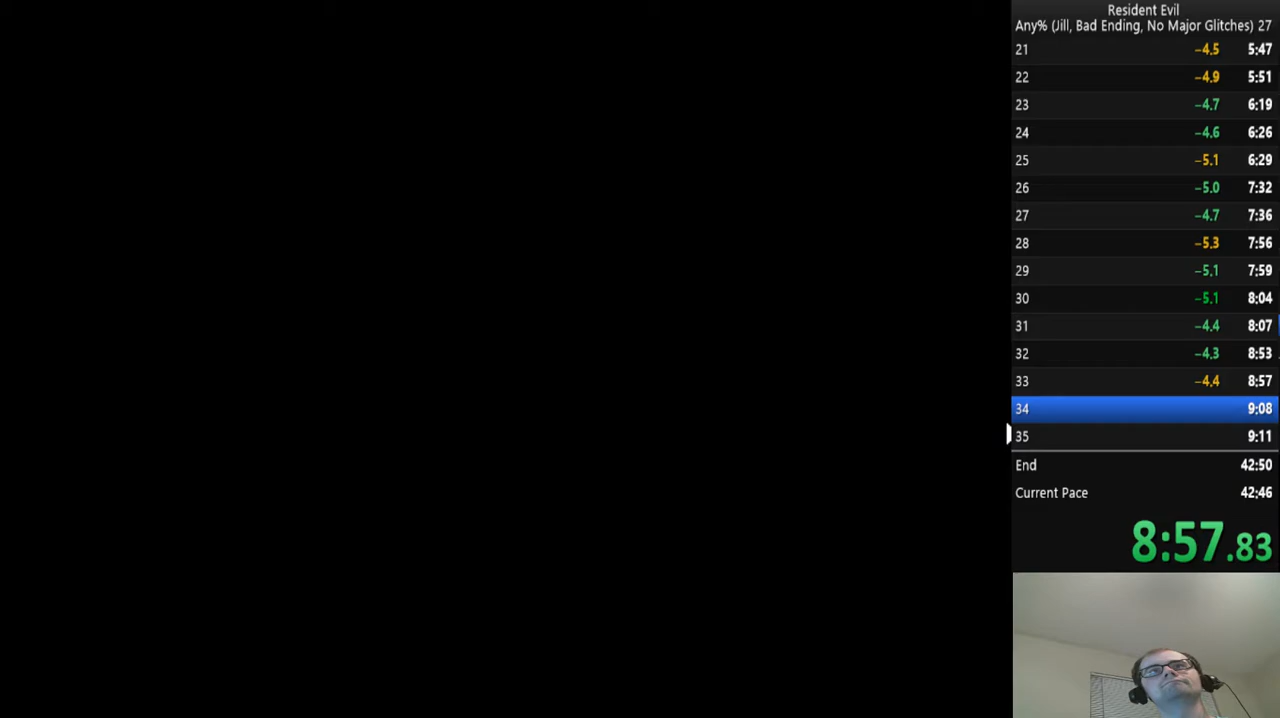 Resident Evil
Any% (Jill, Bad Ending, No Major Glitches) 27
21 −4.5 5:47
22 −4.9 5:51
23 −4.7 6:19
24 −4.6 6:26
25 −5.1 6:29
26 −5.0 7:32
27 −4.7 7:36
28 −5.3 7:56
29 −5.1 7:59
30 −5.1 8:04
31 −4.4 8:07
32 −4.3 8:53
33 −4.4 8:57
34 9:08
35 9:11
End 42:50
Current Pace 42:46
8:57.83